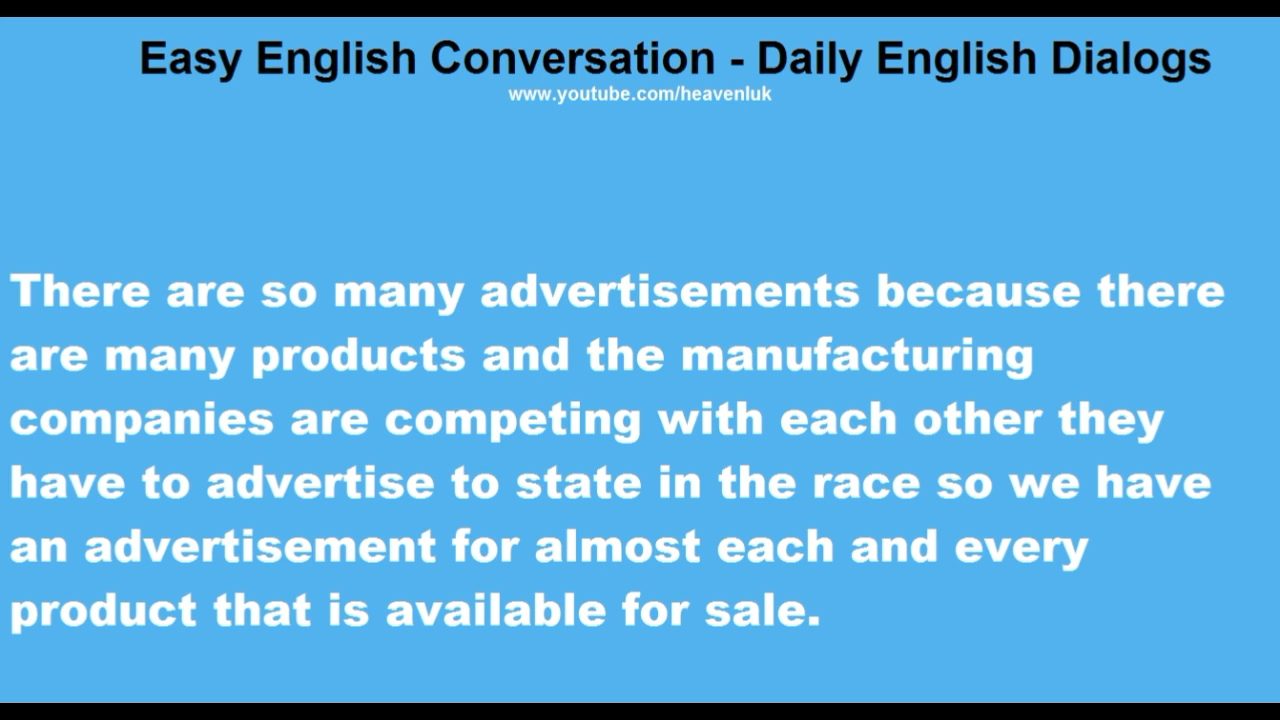 Easy English Conversation - Daily English Dialogs
www.youtube.com/heavenluk
There are so many advertisements because there
are many products and the manufacturing
companies are competing with each other they
have to advertise to state in the race so we have
an advertisement for almost each and every
product that is available for sale.